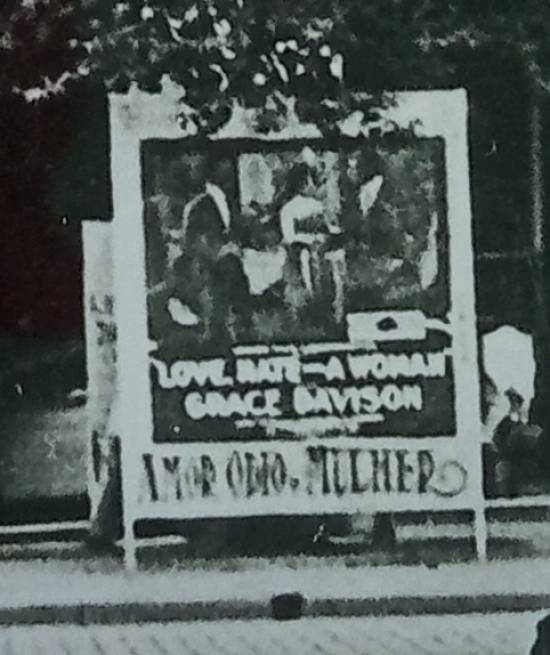 LOVE, HATE—A WOMAN
GRACE DAVISON
AMOR ODIO. MULHER